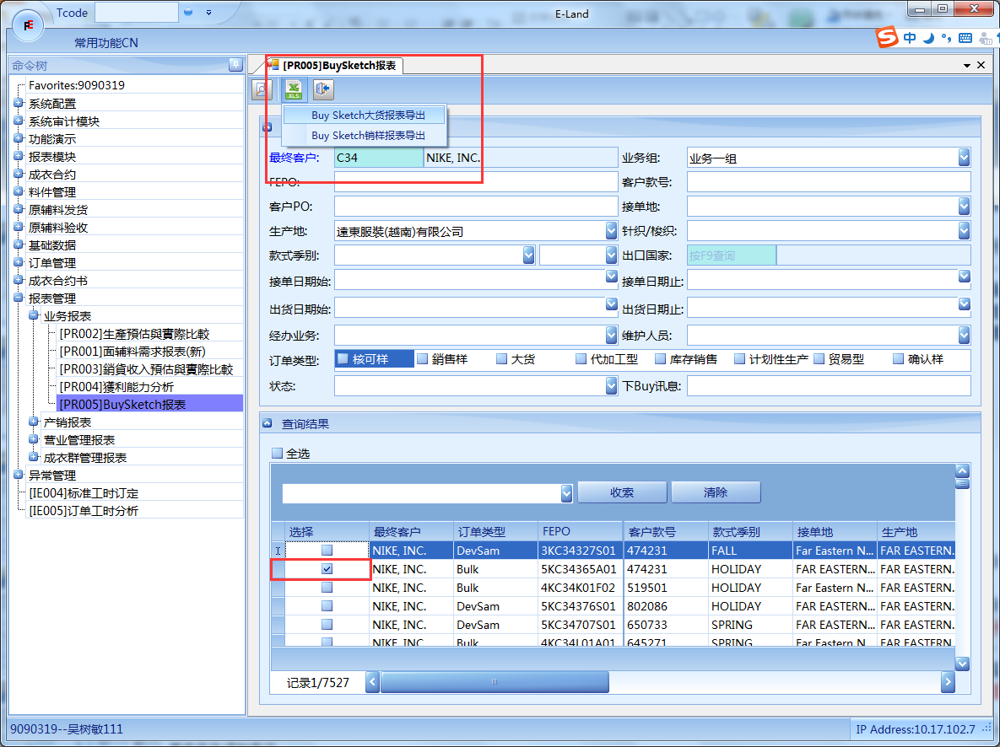 Tcode
E-Land
常用功能CN
中
命令树
[PR005]BuySketch报表
Favorites:9090319
系统配置
系统审计模块
功能演示
报表模块
成衣合约
料件管理
原辅料发货
原辅料验收
基础数据
订单管理
成衣合约书
报表管理
业务报表
[PR002]生產預估與實際比較
[PR001]面辅料需求报表(新)
[PR003]銷貨收入預估與實際比較
[PR004]獲利能力分析
[PR005]BuySketch报表
产销报表
营业管理报表
成衣群管理报表
异常管理
[IE004]标准工时订定
[IE005]订单工时分析
XLS
Buy Sketch大货报表导出
Buy Sketch销样报表导出
最终客户: C34 NIKE, INC. 业务组: 业务一组
FEPO: 客户款号:
客户PO: 接单地:
生产地: 遠東服裝(越南)有限公司 针织/梭织:
款式季别: 出口国家: 按F9查询
接单日期始: 接单日期止:
出货日期始: 出货日期止:
经办业务: 维护人员:
订单类型: 核可样 銷售样 大货 代加工型 库存销售 计划性生产 贸易型 确认样
状态: 下Buy讯息:
查询结果
全选
收索 清除
选择 最终客户 订单类型 FEPO 客户款号 款式季别 接单地 生产地
NIKE, INC. DevSam 3KC34327S01 474231 FALL Far Eastern N... FAR EASTERN.
NIKE, INC. Bulk 5KC34365A01 474231 HOLIDAY FAR EASTERN... FAR EASTERN.
NIKE, INC. Bulk 4KC34K01F02 519501 HOLIDAY Far Eastern N... FAR EASTERN.
NIKE, INC. DevSam 5KC34376S01 802086 HOLIDAY FAR EASTERN... FAR EASTERN.
NIKE, INC. DevSam 5KC34707S01 650733 SPRING FAR EASTERN... FAR EASTERN.
NIKE, INC. Bulk 4KC34L01A01 645271 SPRING Far Eastern N... FAR EASTERN.
记录1/7527
9090319--吴树敏111
IP Address:10.17.102.7